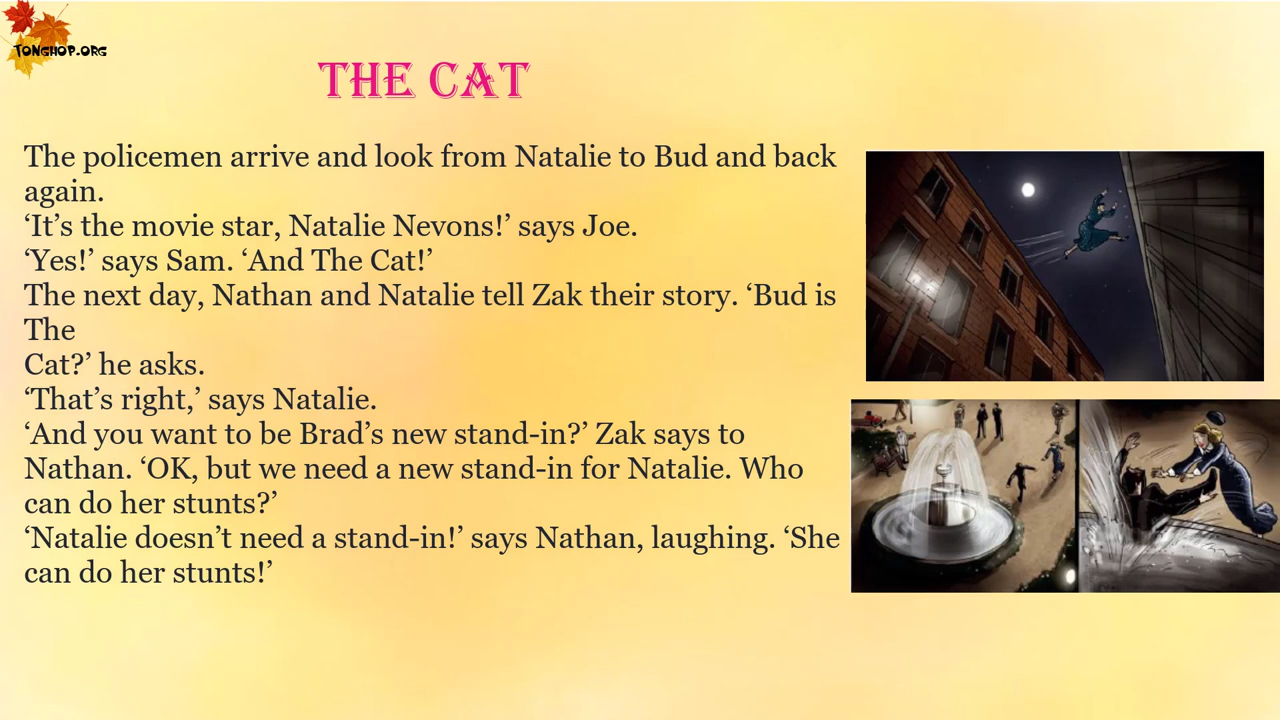 TONGHOP.ORG
THE CAT
The policemen arrive and look from Natalie to Bud and back
again.
‘It’s the movie star, Natalie Nevons!’ says Joe.
‘Yes!’ says Sam. ‘And The Cat!’
The next day, Nathan and Natalie tell Zak their story. ‘Bud is
The
Cat?’ he asks.
‘That’s right,’ says Natalie.
‘And you want to be Brad’s new stand-in?’ Zak says to
Nathan. ‘OK, but we need a new stand-in for Natalie. Who
can do her stunts?’
‘Natalie doesn’t need a stand-in!’ says Nathan, laughing. ‘She
can do her stunts!’